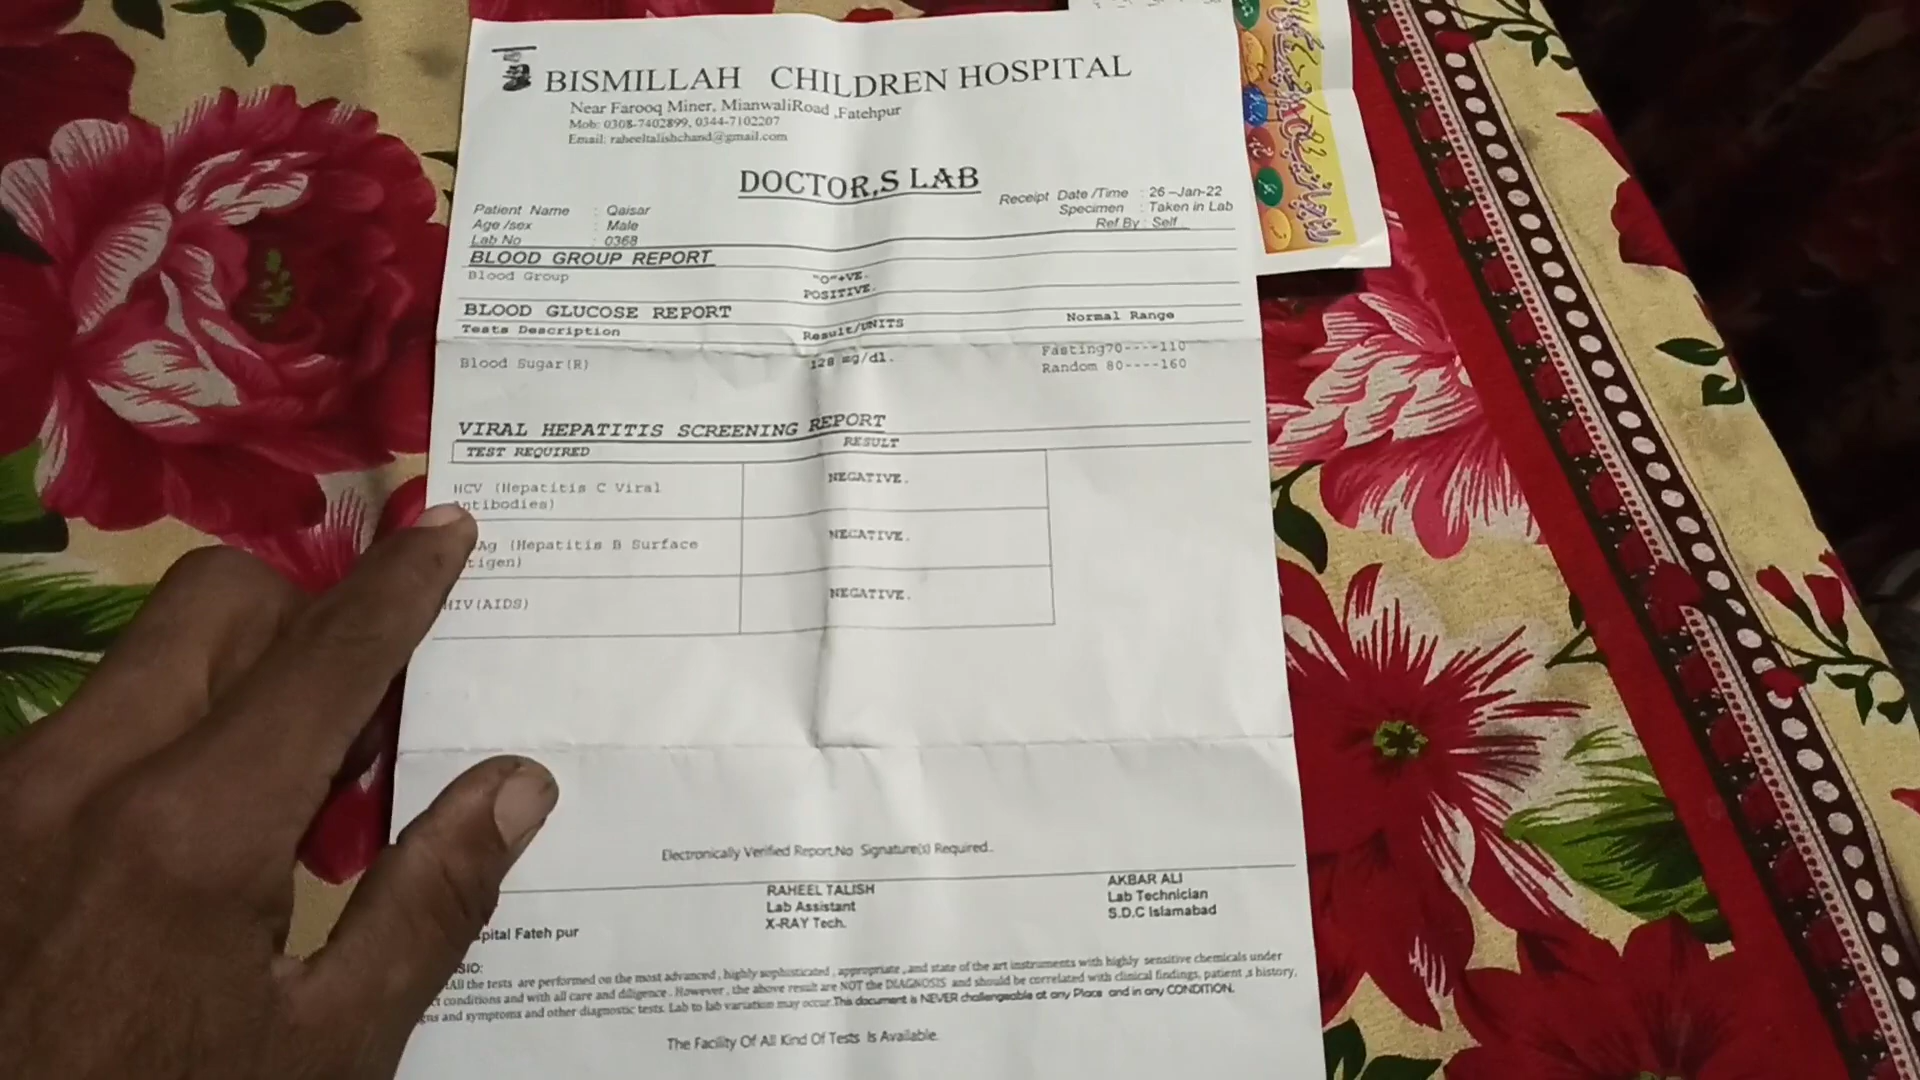 BISMILLAH CHILDREN HOSPITAL
Near Farooq Miner, MianwaliRoad ,Fatehpur
Mob: 0308-7402899, 0344-7102207
Email: raheeltalishchand@gmail.com
DOCTOR,S LAB
Receipt Date /Time : 26 –Jan-22
Specimen : Taken in Lab
Ref By : Self
Patient Name : Qaisar
Age /sex : Male
Lab No : 0368
BLOOD GROUP REPORT
Blood Group "O"+VE.
POSITIVE.
BLOOD GLUCOSE REPORT
Tests Description Result/UNITS Normal Range
Blood Sugar(R) 128 mg/dl. Fasting70----110
Random 80----160
VIRAL HEPATITIS SCREENING REPORT
TEST REQUIRED RESULT
HCV (Hepatitis C Viral NEGATIVE.
ntibodies)
Ag (Hepatitis B Surface NEGATIVE.
tigen)
HIV(AIDS) NEGATIVE.
Electronically Verified Report.No Signature(s) Required..
RAHEEL TALISH
Lab Assistant
X-RAY Tech.
AKBAR ALI
Lab Technician
S.D.C Islamabad
pital Fateh pur
SIO:
All the tests are performed on the most advanced , highly sophisticated , appropriate ,and state of the art instruments with highly sensitive chemicals under
conditions and with all care and diligence . However , the above result are NOT the DIAGNOSIS and should be correlated with clinical findings, patient ,s history,
and symptoms and other diagnostic tests. Lab to lab variation may occur.This document is NEVER challengeable at any Place and in any CONDITION.
The Facility Of All Kind Of Tests Is Available.